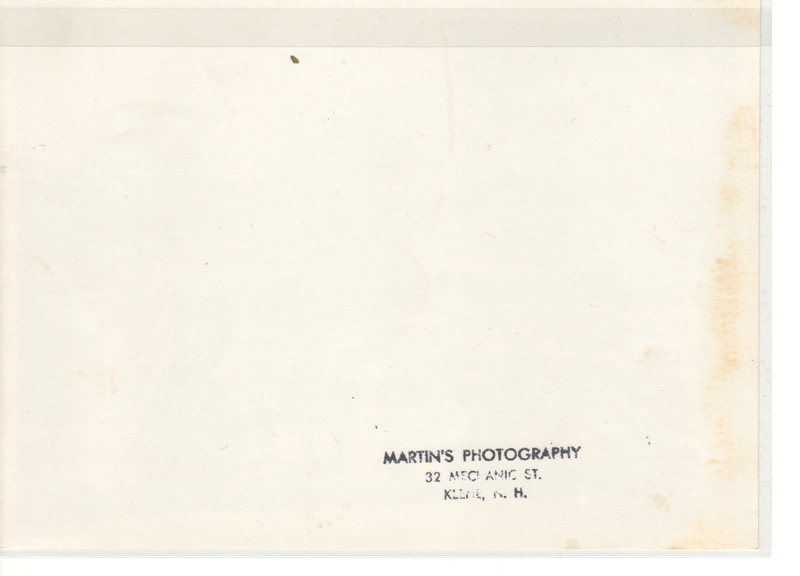 MARTIN'S PHOTOGRAPHY
32 MECHANIC ST.
KEENE, N. H.